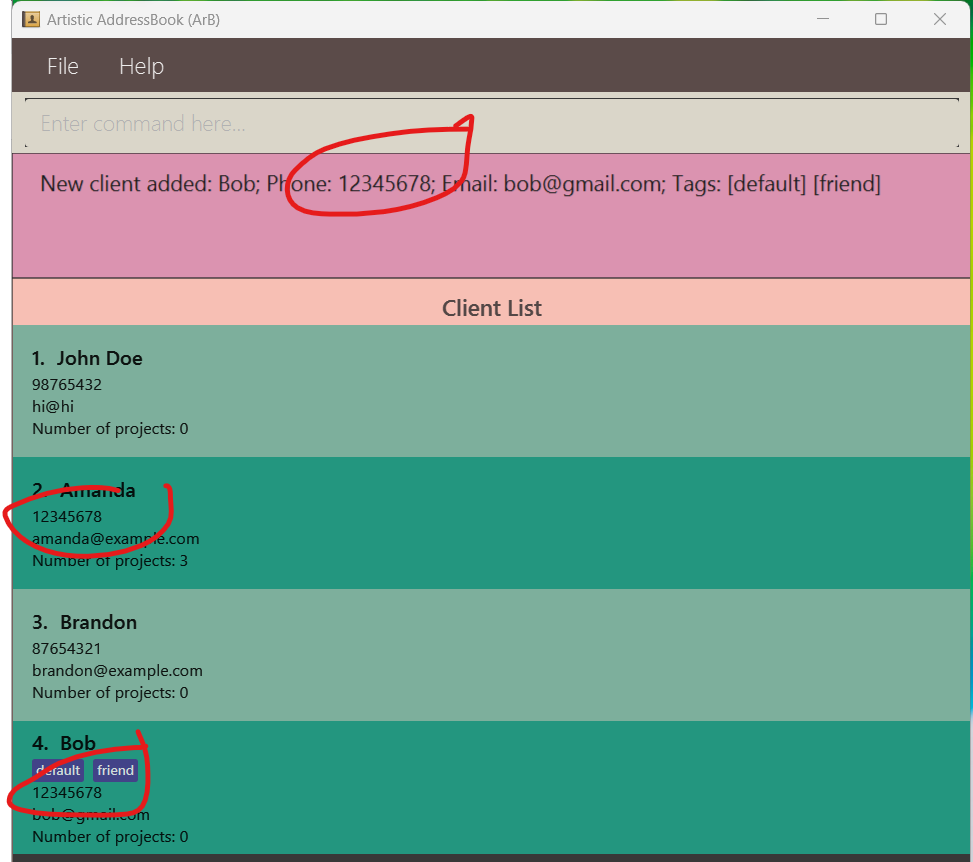 Artistic AddressBook (ArB)
File Help
Enter command here...
New client added: Bob; Phone: 12345678; Email: bob@gmail.com; Tags: [default] [friend]
Client List
1. John Doe
98765432
hi@hi
Number of projects: 0
2. Amanda
12345678
amanda@example.com
Number of projects: 3
3. Brandon
87654321
brandon@example.com
Number of projects: 0
4. Bob
default friend
12345678
bob@gmail.com
Number of projects: 0